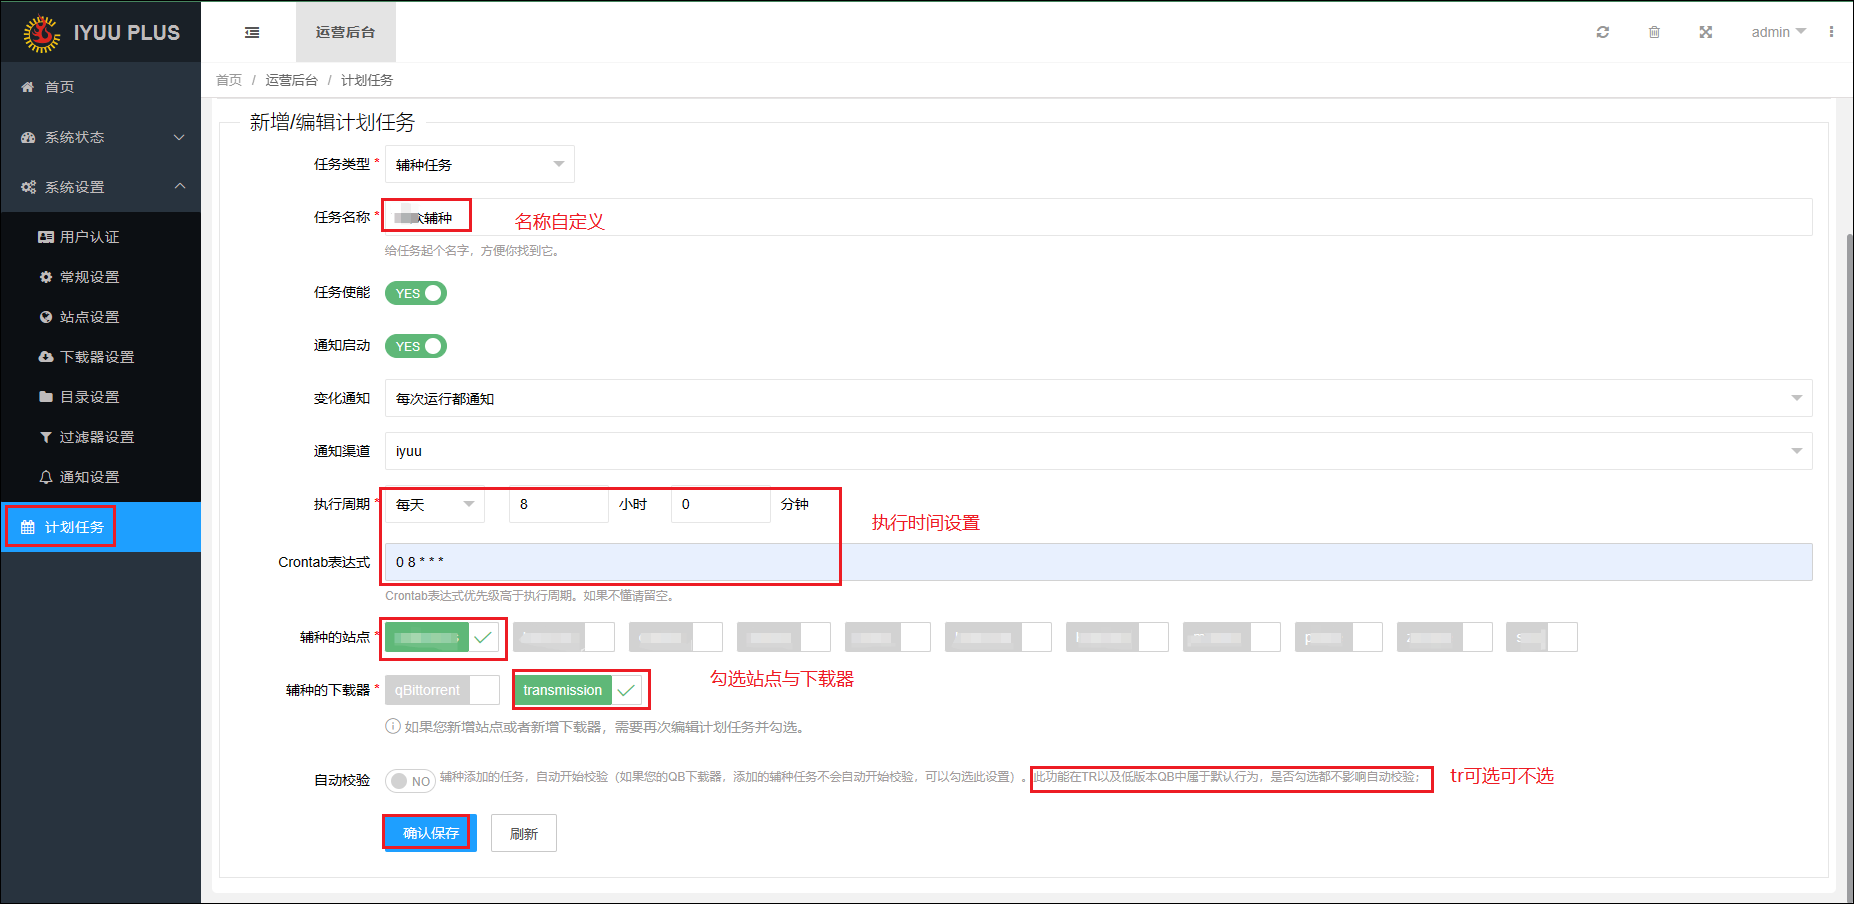 IYUU PLUS
运营后台
admin
首页 / 运营后台 / 计划任务
首页
系统状态
系统设置
用户认证
常规设置
站点设置
下载器设置
目录设置
过滤器设置
通知设置
计划任务
新增/编辑计划任务
任务类型 * 辅种任务
任务名称 * 辅种
名称自定义
给任务起个名字，方便你找到它。
任务使能 YES
通知启动 YES
变化通知 每次运行都通知
通知渠道 iyuu
执行周期 * 每天 8 小时 0 分钟
执行时间设置
Crontab表达式 0 8 * * *
Crontab表达式优先级高于执行周期。如果不懂请留空。
辅种的站点 *
勾选站点与下载器
辅种的下载器 * qBittorrent transmission
如果您新增站点或者新增下载器，需要再次编辑计划任务并勾选。
自动校验 NO 辅种添加的任务，自动开始校验（如果您的QB下载器，添加的辅种任务不会自动开始校验，可以勾选此设置）。此功能在TR以及低版本QB中属于默认行为，是否勾选都不影响自动校验；
tr可选可不选
确认保存 刷新